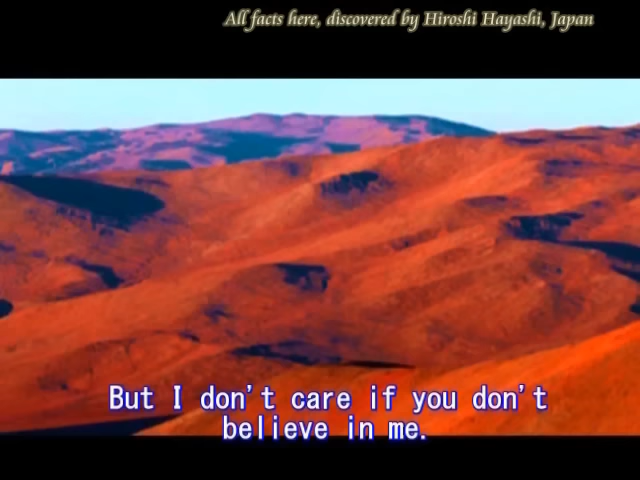 All facts here, discovered by Hiroshi Hayashi, Japan
But I don't care if you don't
believe in me.